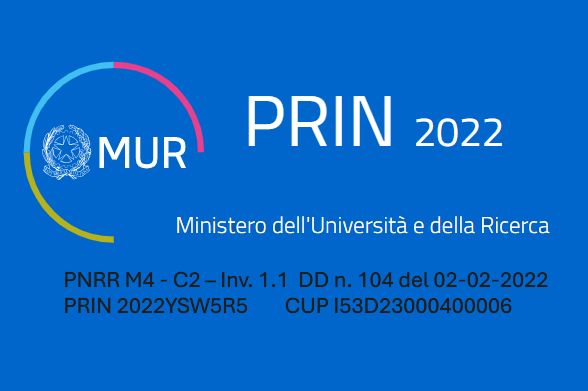 PRIN 2022
MUR
Ministero dell'Università e della Ricerca
PNRR M4 - C2 – Inv. 1.1 DD n. 104 del 02-02-2022
PRIN 2022YSW5R5 CUP I53D23000400006